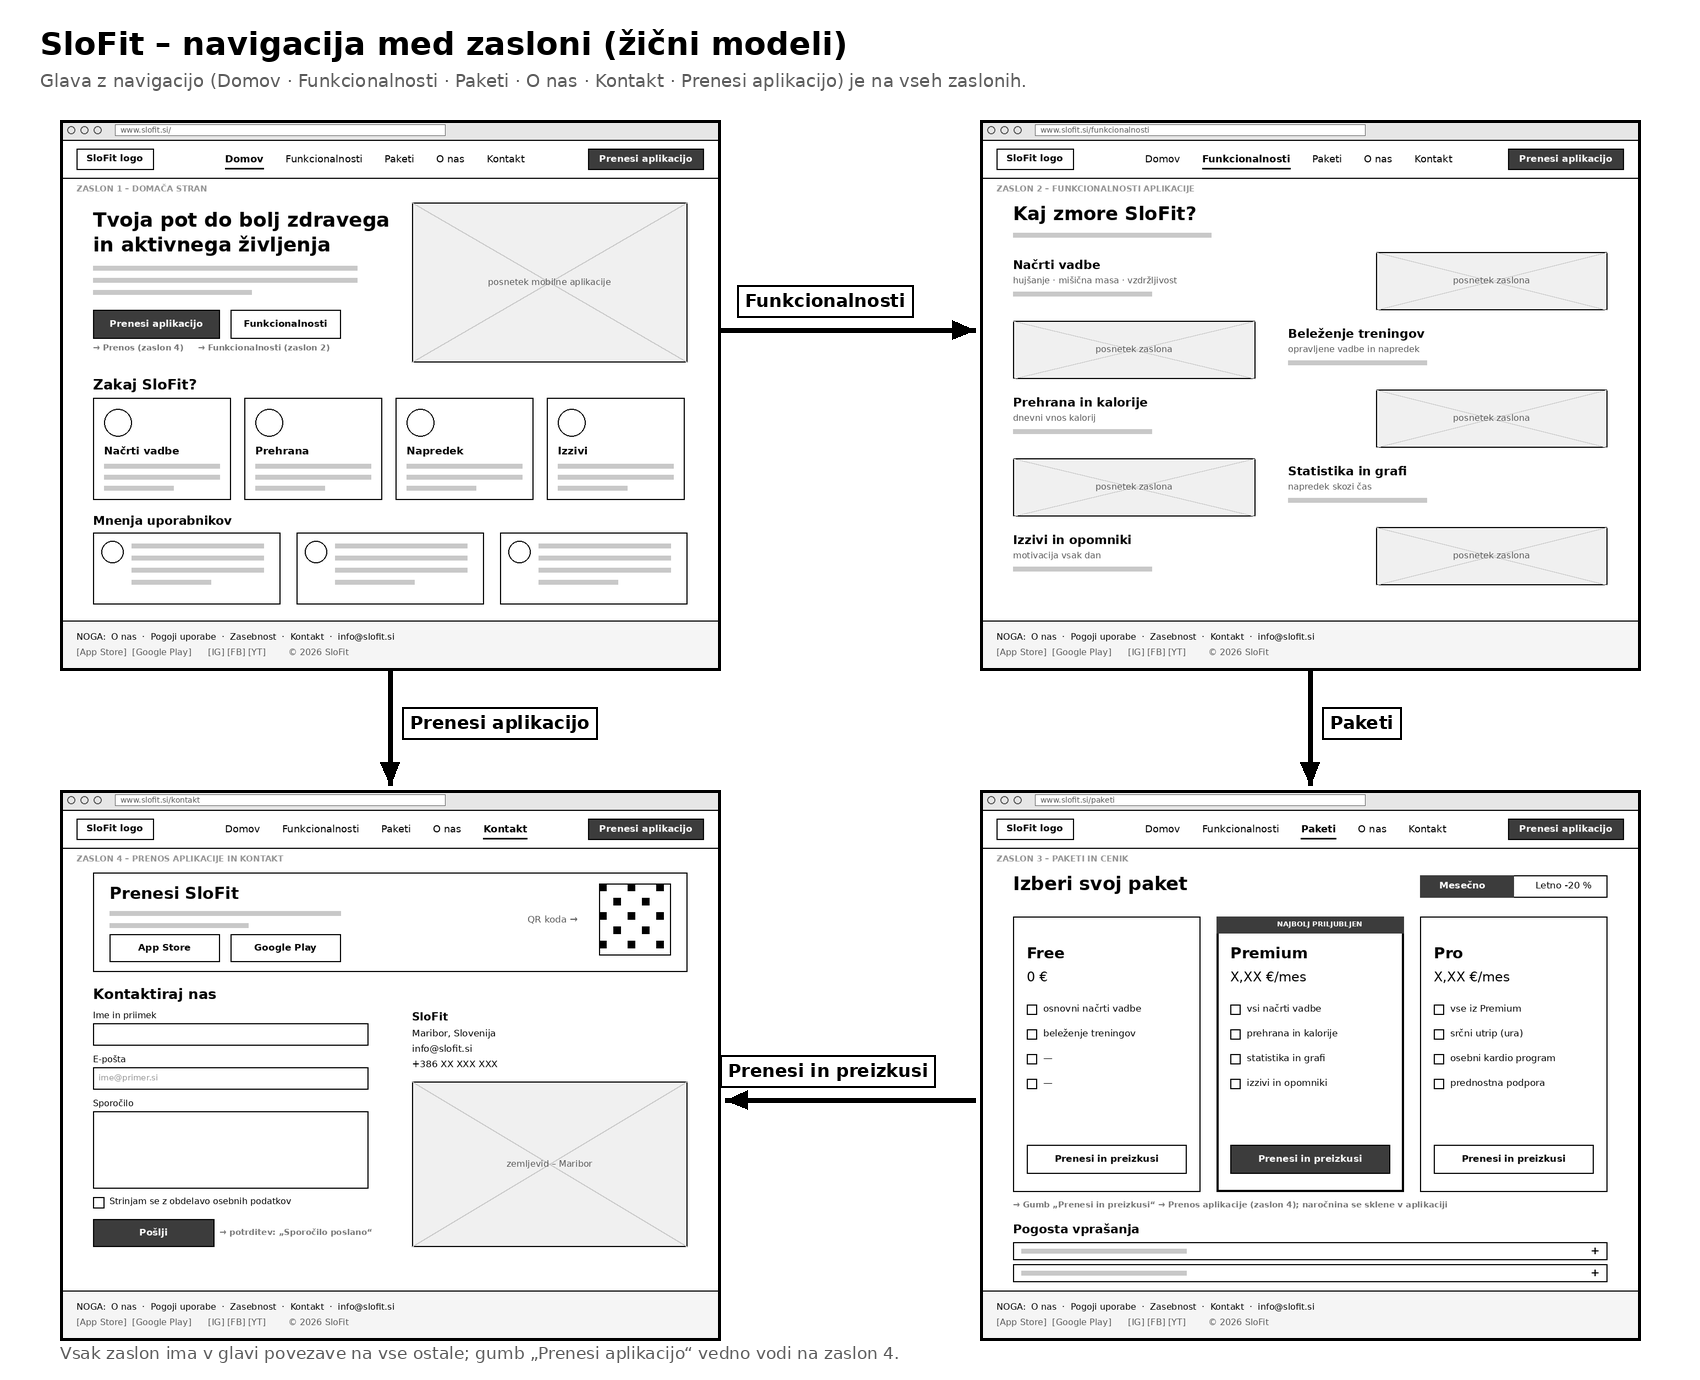 SloFit – navigacija med zasloni (žični modeli)
Glava z navigacijo (Domov · Funkcionalnosti · Paketi · O nas · Kontakt · Prenesi aplikacijo) je na vseh zaslonih.
www.slofit.si/
SloFit logo Domov Funkcionalnosti Paketi O nas Kontakt Prenesi aplikacijo
ZASLON 1 – DOMAČA STRAN
Tvoja pot do bolj zdravega
in aktivnega življenja
posnetek mobilne aplikacije
Prenesi aplikacijo Funkcionalnosti
→ Prenos (zaslon 4) → Funkcionalnosti (zaslon 2)
Zakaj SloFit?
Načrti vadbe Prehrana Napredek Izzivi
Mnenja uporabnikov
NOGA: O nas · Pogoji uporabe · Zasebnost · Kontakt · info@slofit.si
[App Store] [Google Play] [IG] [FB] [YT] © 2026 SloFit
Funkcionalnosti
www.slofit.si/funkcionalnosti
SloFit logo Domov Funkcionalnosti Paketi O nas Kontakt Prenesi aplikacijo
ZASLON 2 – FUNKCIONALNOSTI APLIKACIJE
Kaj zmore SloFit?
Načrti vadbe
hujšanje · mišična masa · vzdržljivost
posnetek zaslona
posnetek zaslona
Beleženje treningov
opravljene vadbe in napredek
Prehrana in kalorije
dnevni vnos kalorij
posnetek zaslona
posnetek zaslona
Statistika in grafi
napredek skozi čas
Izzivi in opomniki
motivacija vsak dan
posnetek zaslona
NOGA: O nas · Pogoji uporabe · Zasebnost · Kontakt · info@slofit.si
[App Store] [Google Play] [IG] [FB] [YT] © 2026 SloFit
Prenesi aplikacijo
Paketi
www.slofit.si/kontakt
SloFit logo Domov Funkcionalnosti Paketi O nas Kontakt Prenesi aplikacijo
ZASLON 4 – PRENOS APLIKACIJE IN KONTAKT
Prenesi SloFit
QR koda →
App Store Google Play
Kontaktiraj nas
Ime in priimek
E-pošta
ime@primer.si
Sporočilo
Strinjam se z obdelavo osebnih podatkov
Pošlji → potrditev: „Sporočilo poslano“
SloFit
Maribor, Slovenija
info@slofit.si
+386 XX XXX XXX
zemljevid – Maribor
NOGA: O nas · Pogoji uporabe · Zasebnost · Kontakt · info@slofit.si
[App Store] [Google Play] [IG] [FB] [YT] © 2026 SloFit
Prenesi in preizkusi
www.slofit.si/paketi
SloFit logo Domov Funkcionalnosti Paketi O nas Kontakt Prenesi aplikacijo
ZASLON 3 – PAKETI IN CENIK
Izberi svoj paket
Mesečno Letno -20 %
Free
0 €
osnovni načrti vadbe
beleženje treningov
—
—
Prenesi in preizkusi
NAJBOLJ PRILJUBLJEN
Premium
X,XX €/mes
vsi načrti vadbe
prehrana in kalorije
statistika in grafi
izzivi in opomniki
Prenesi in preizkusi
Pro
X,XX €/mes
vse iz Premium
srčni utrip (ura)
osebni kardio program
prednostna podpora
Prenesi in preizkusi
→ Gumb „Prenesi in preizkusi“ → Prenos aplikacije (zaslon 4); naročnina se sklene v aplikaciji
Pogosta vprašanja
+
+
NOGA: O nas · Pogoji uporabe · Zasebnost · Kontakt · info@slofit.si
[App Store] [Google Play] [IG] [FB] [YT] © 2026 SloFit
Vsak zaslon ima v glavi povezave na vse ostale; gumb „Prenesi aplikacijo“ vedno vodi na zaslon 4.